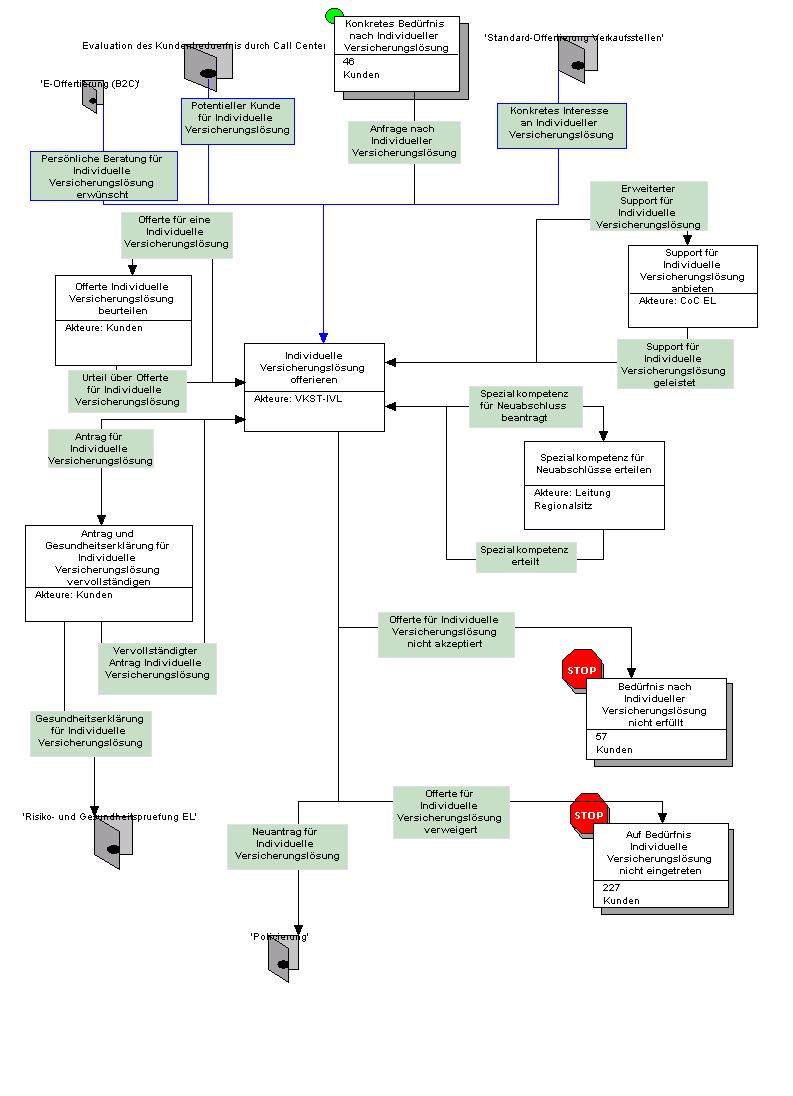 Konkretes Bedürfnis
nach Individueller
Versicherungslösung
46
Kunden
Evaluation des Kundenbeduerfnis durch Call Center
'Standard-Offertierung Verkaufsstellen'
'E-Offertierung (B2C)'
Potentieller Kunde
für Individuelle
Versicherungslösung
Konkretes Interesse
an Individueller
Versicherungslösung
Anfrage nach
Individueller
Versicherungslösung
Persönliche Beratung für
Individuelle
Versicherungslösung
erwünscht
Erweiterter
Support für
Individuelle
Versicherungslösung
Offerte für eine
Individuelle
Versicherungslösung
Support für
Individuelle
Versicherungslösung
anbieten
Akteure: CoC EL
Offerte Individuelle
Versicherungslösung
beurteilen
Akteure: Kunden
Support für
Individuelle
Versicherungslösung
geleistet
Individuelle
Versicherungslösung
offerieren
Akteure: VKST-IVL
Urteil über Offerte
für Individuelle
Versicherungslösung
Spezialkompetenz
für Neuabschluss
beantragt
Antrag für
Individuelle
Versicherungslösung
Spezialkompetenz für
Neuabschlüsse erteilen
Akteure: Leitung
Regionalsitz
Antrag und
Gesundheitserklärung für
Individuelle
Versicherungslösung
vervollständigen
Akteure: Kunden
Spezialkompetenz
erteilt
Offerte für Individuelle
Versicherungslösung
nicht akzeptiert
Vervollständigter
Antrag Individuelle
Versicherungslösung
STOP
Bedürfnis nach
Individueller
Versicherungslösung
nicht erfüllt
57
Kunden
Gesundheitserklärung
für Individuelle
Versicherungslösung
Offerte für
Individuelle
Versicherungslösung
verweigert
STOP
'Risiko- und Gesundheitspruefung EL'
Neuantrag für
Individuelle
Versicherungslösung
Auf Bedürfnis
Individuelle
Versicherungslösung
nicht eingetreten
227
Kunden
'Policierung'